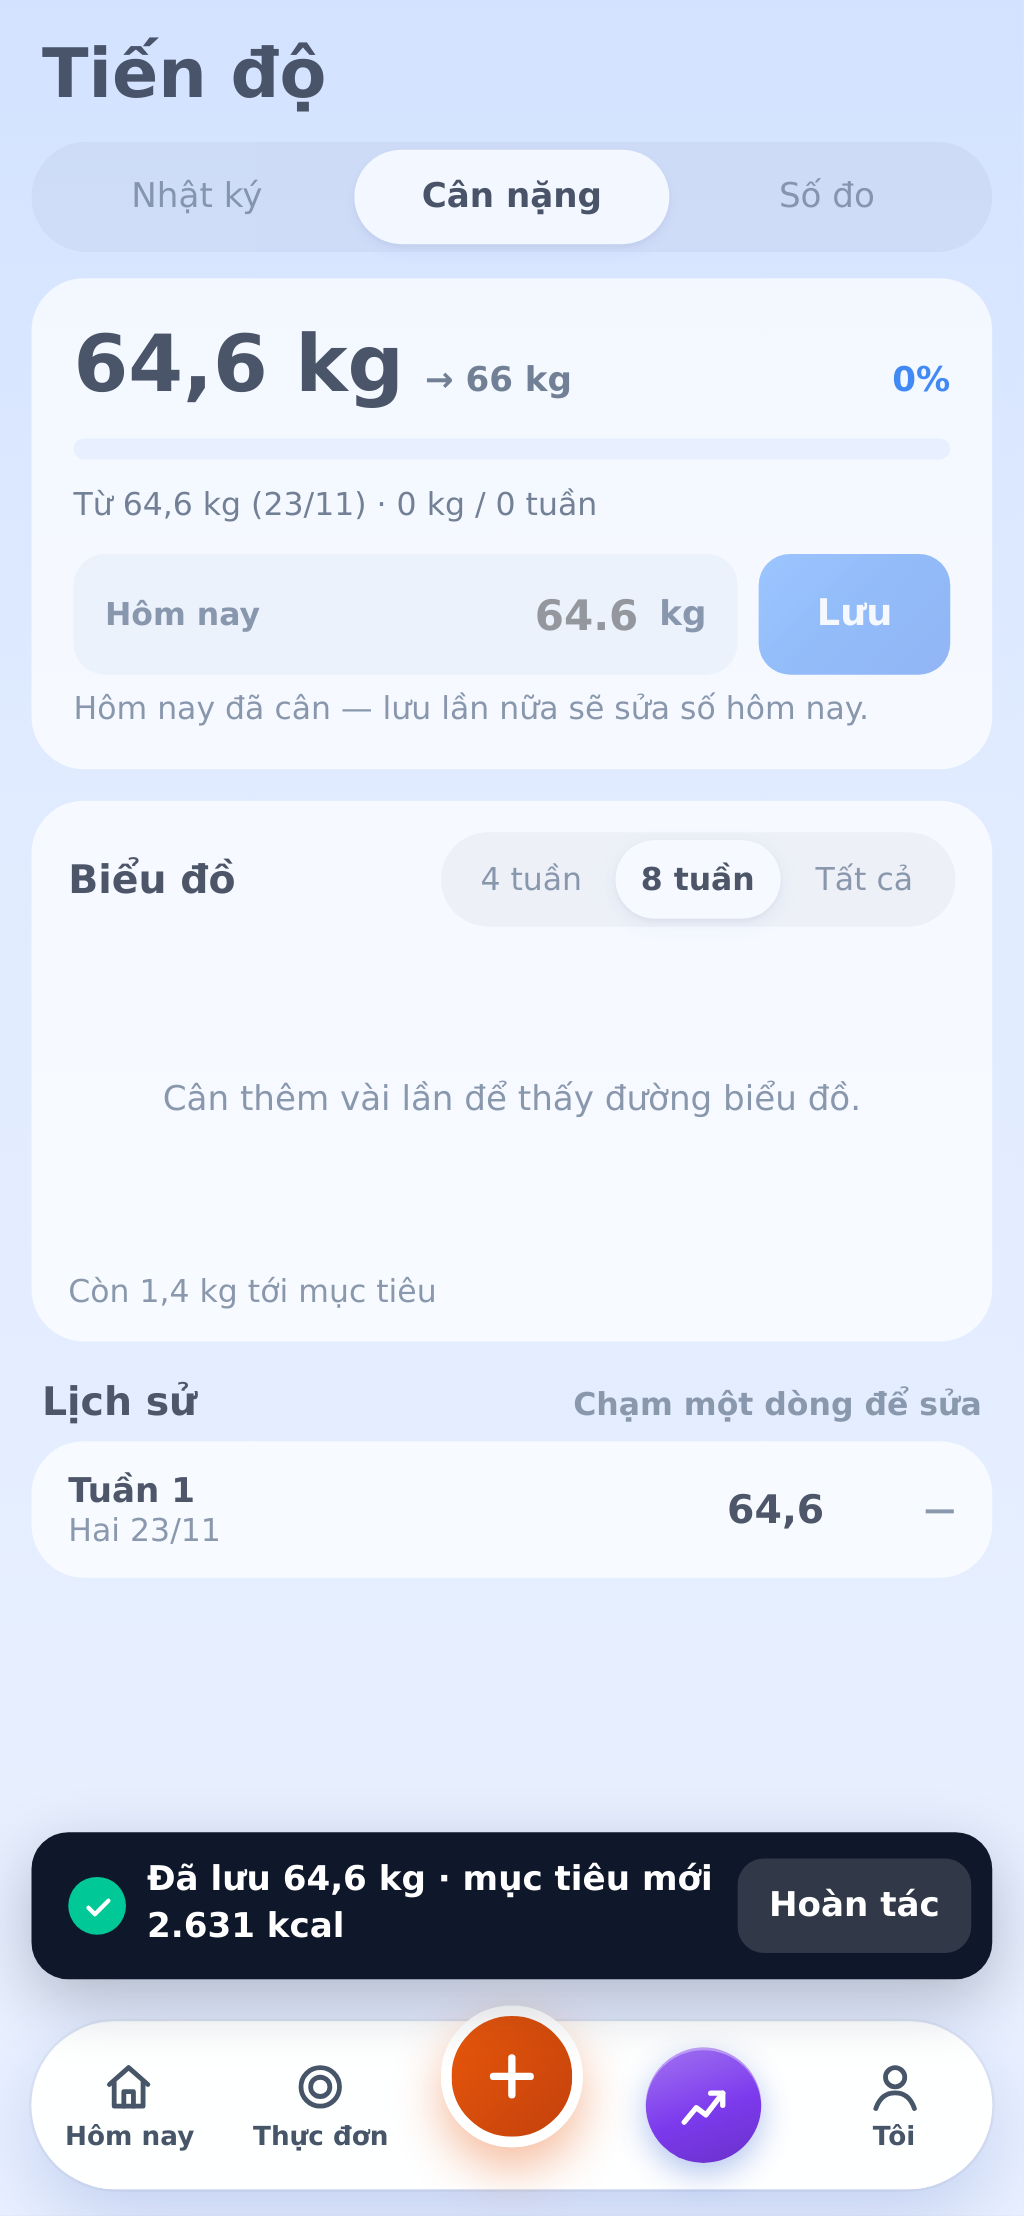 Tiến độ
Nhật ký Cân nặng Số đo
64,6 kg → 66 kg 0%
Từ 64,6 kg (23/11) · 0 kg / 0 tuần
Hôm nay 64.6 kg Lưu
Hôm nay đã cân — lưu lần nữa sẽ sửa số hôm nay.
Biểu đồ 4 tuần 8 tuần Tất cả
Cân thêm vài lần để thấy đường biểu đồ.
Còn 1,4 kg tới mục tiêu
Lịch sử Chạm một dòng để sửa
Tuần 1
Hai 23/11
64,6 —
Đã lưu 64,6 kg · mục tiêu mới
2.631 kcal
Hoàn tác
Hôm nay Thực đơn Tôi